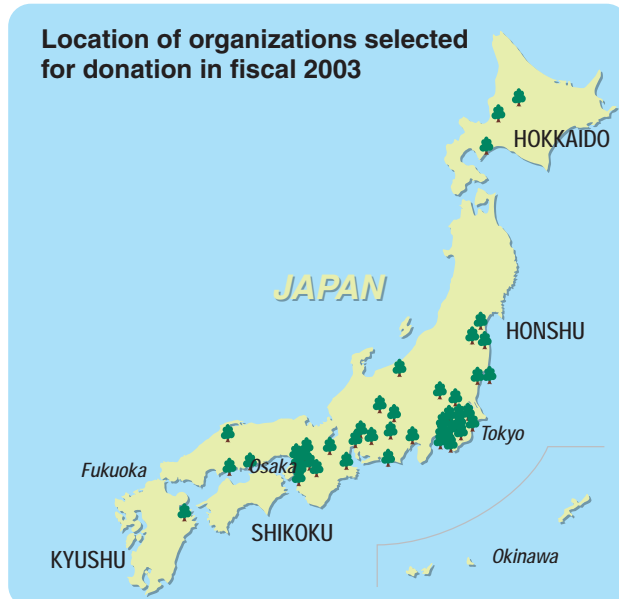 Location of organizations selected
for donation in fiscal 2003
HOKKAIDO
JAPAN
HONSHU
Tokyo
Fukuoka
Osaka
SHIKOKU
KYUSHU
Okinawa